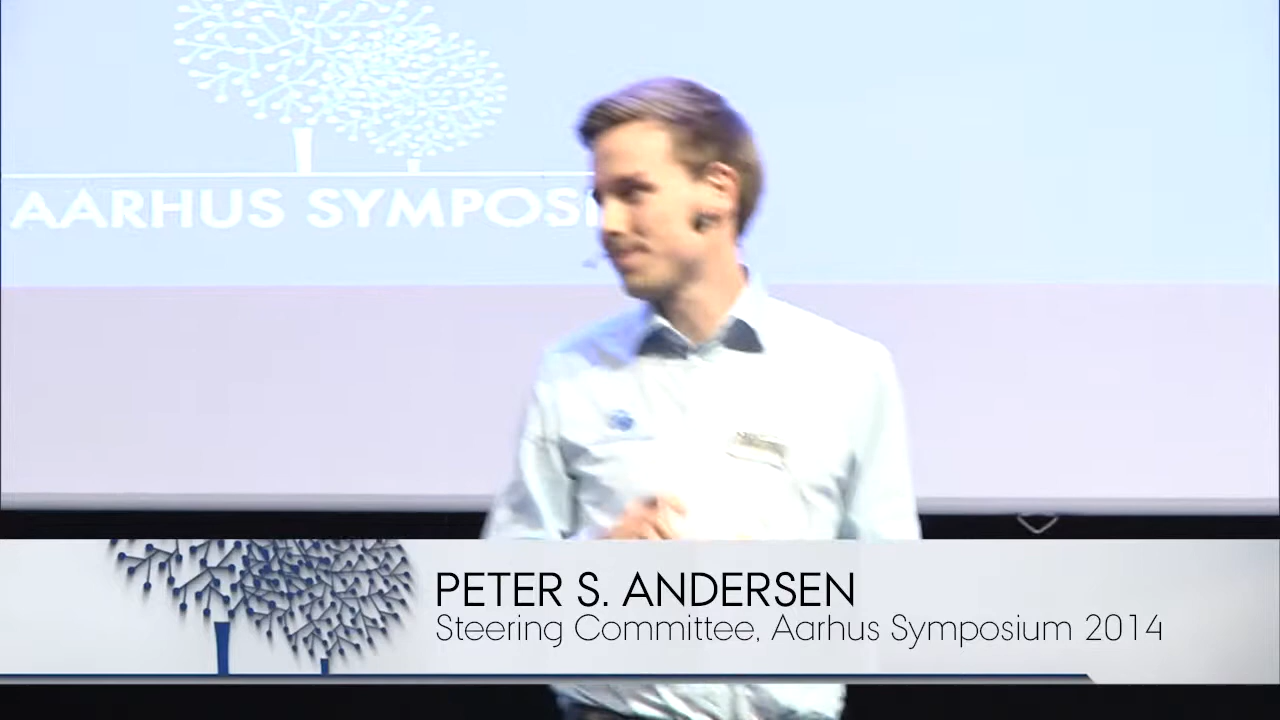 AARHUS SYMPOSI
PETER S. ANDERSEN
Steering Committee, Aarhus Symposium 2014